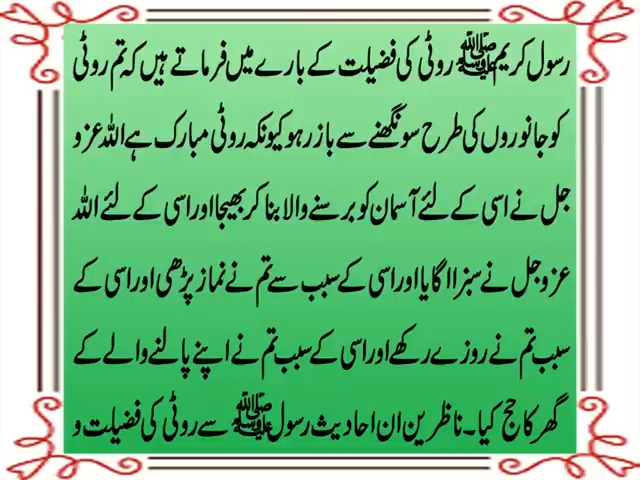 رسول کریم ﷺ روٹی کی فضیلت کے بارے میں فرماتے ہیں کہ تم روٹی
کو جانوروں کی طرح سونگھنے سے باز رہو کیونکہ روٹی مبارک ہے اللہ عزو
جل نے اسی کے لئے آسمان کو برسنے والا بنا کر بھیجا اور اسی کے لئے اللہ
عزوجل نے سبزا اگایا اور اسی کے سبب سے تم نے نماز پڑھی اور اسی کے
سبب تم نے روزے رکھے اور اسی کے سبب تم نے اپنے پالنے والے کے
گھر کا حج کیا۔ ناظرین ان احادیث رسول ﷺ سے روٹی کی فضیلت و